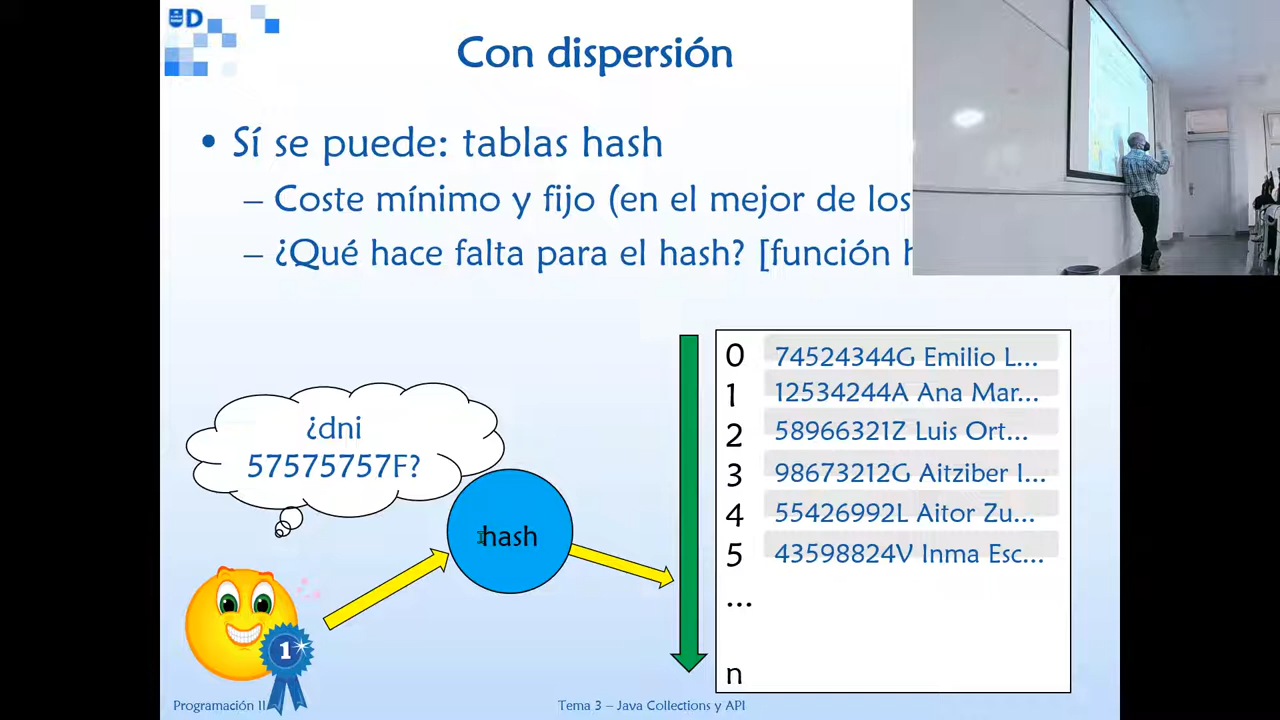 D
Con dispersión
• Sí se puede: tablas hash
– Coste mínimo y fijo (en el mejor de los
– ¿Qué hace falta para el hash? [función h
¿dni
57575757F?
hash
1
0 74524344G Emilio L...
1 12534244A Ana Mar...
2 58966321Z Luis Ort...
3 98673212G Aitziber I...
4 55426992L Aitor Zu...
5 43598824V Inma Esc...
...
n
Programación II
Tema 3 – Java Collections y API